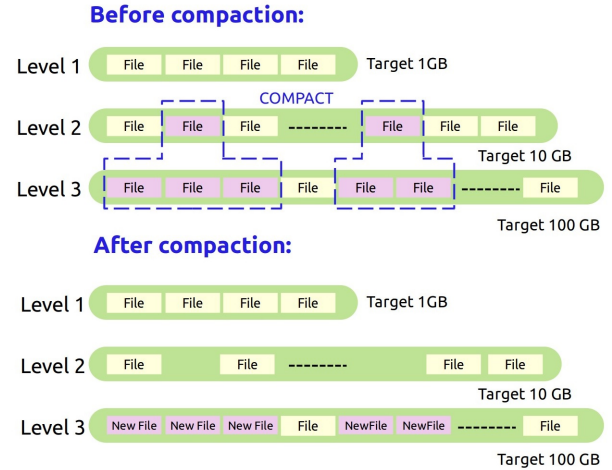 Before compaction:
Level 1 File File File File Target 1GB
COMPACT
Level 2 File File File --------- File File File
Target 10 GB
Level 3 File File File File File File --------- File
Target 100 GB
After compaction:
Level 1 File File File File Target 1GB
Level 2 File File --------- File File
Target 10 GB
Level 3 New File New File New File File NewFile NewFile --------- File
Target 100 GB